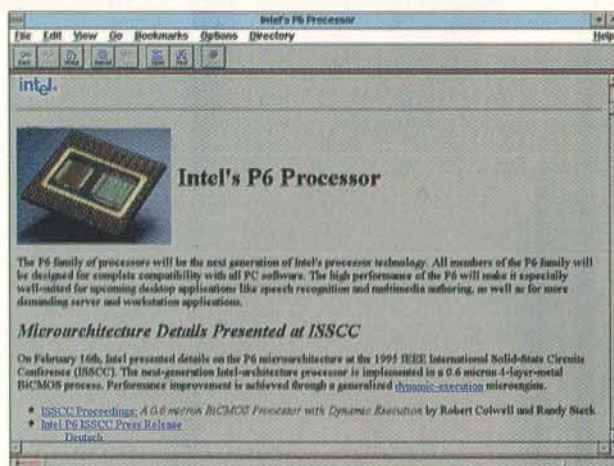 Intel's P6 Processor
File Edit View Go Bookmarks Options Directory Help
intel.
Intel's P6 Processor
The P6 family of processors will be the next generation of Intel's processor technology. All members of the P6 family will
be designed for complete compatibility with all PC software. The high performance of the P6 will make it especially
well-suited for upcoming desktop applications like speech recognition and multimedia authoring, as well as for more
demanding server and workstation applications.
Microarchitecture Details Presented at ISSCC
On February 16th, Intel presented details on the P6 microarchitecture at the 1995 IEEE International Solid-State Circuits
Conference (ISSCC). The next-generation Intel-architecture processor is implemented in a 0.6 micron 4-layer-metal
BiCMOS process. Performance improvement is achieved through a generalized dynamic-execution microengine.
ISSCC Proceedings: A 0.6 micron BiCMOS Processor with Dynamic Execution by Robert Colwell and Randy Steck
Intel P6 ISSCC Press Release
Deutsch